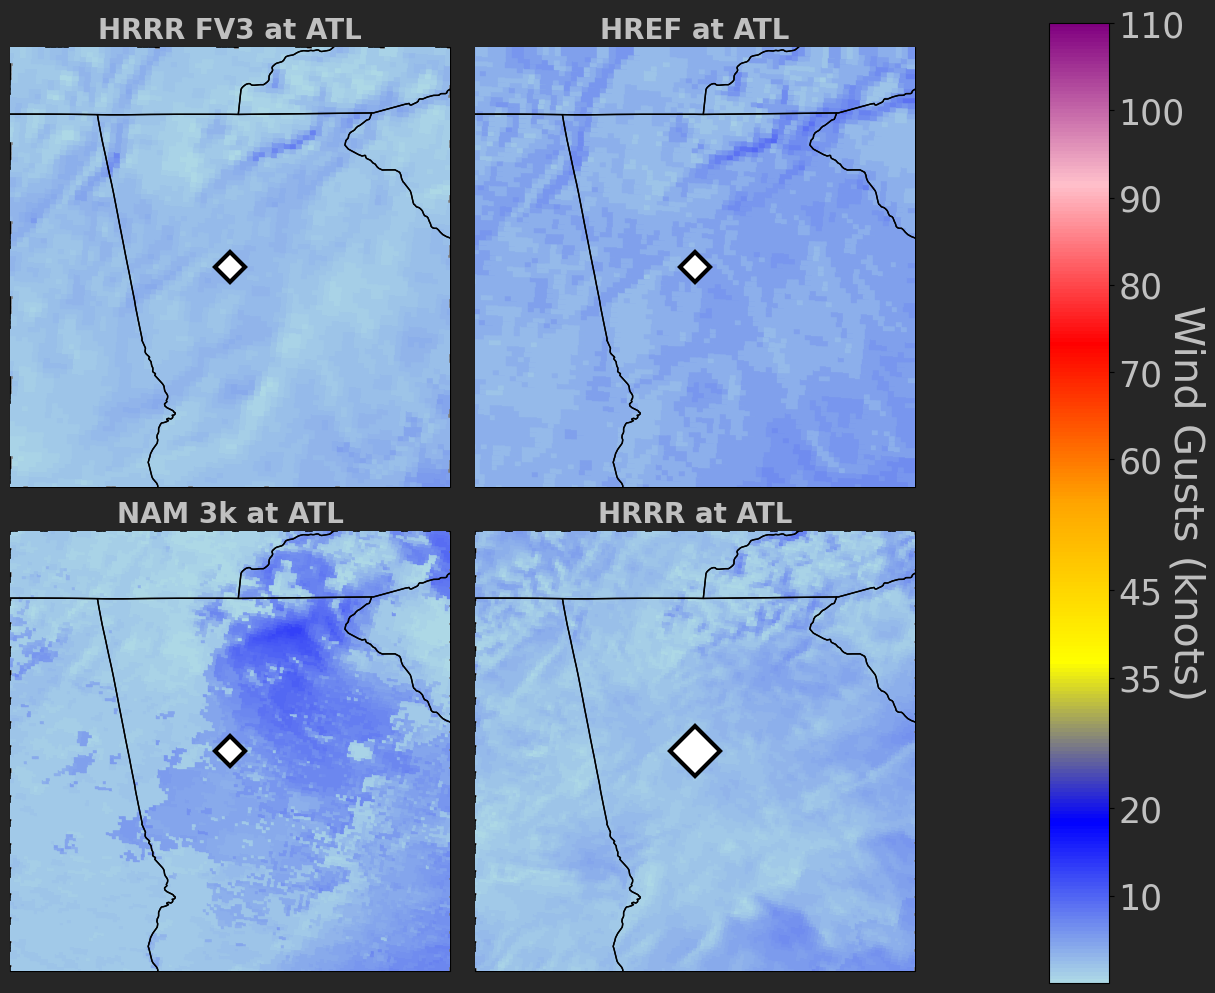 HRRR FV3 at ATL
HREF at ATL
NAM 3k at ATL
HRRR at ATL
110
100
90
80
70
60
45
35
20
10
Wind Gusts (knots)